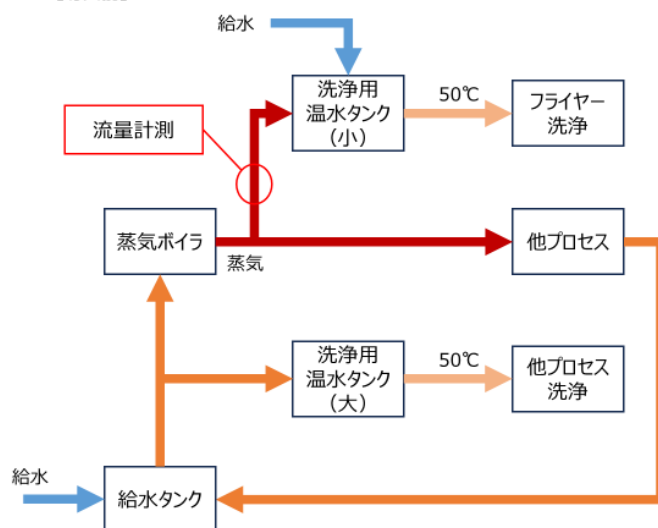 給水
洗浄用
温水タンク
（小）
50℃
フライヤー
洗浄
流量計測
蒸気ボイラ
蒸気
他プロセス
洗浄用
温水タンク
（大）
50℃
他プロセス
洗浄
給水
給水タンク